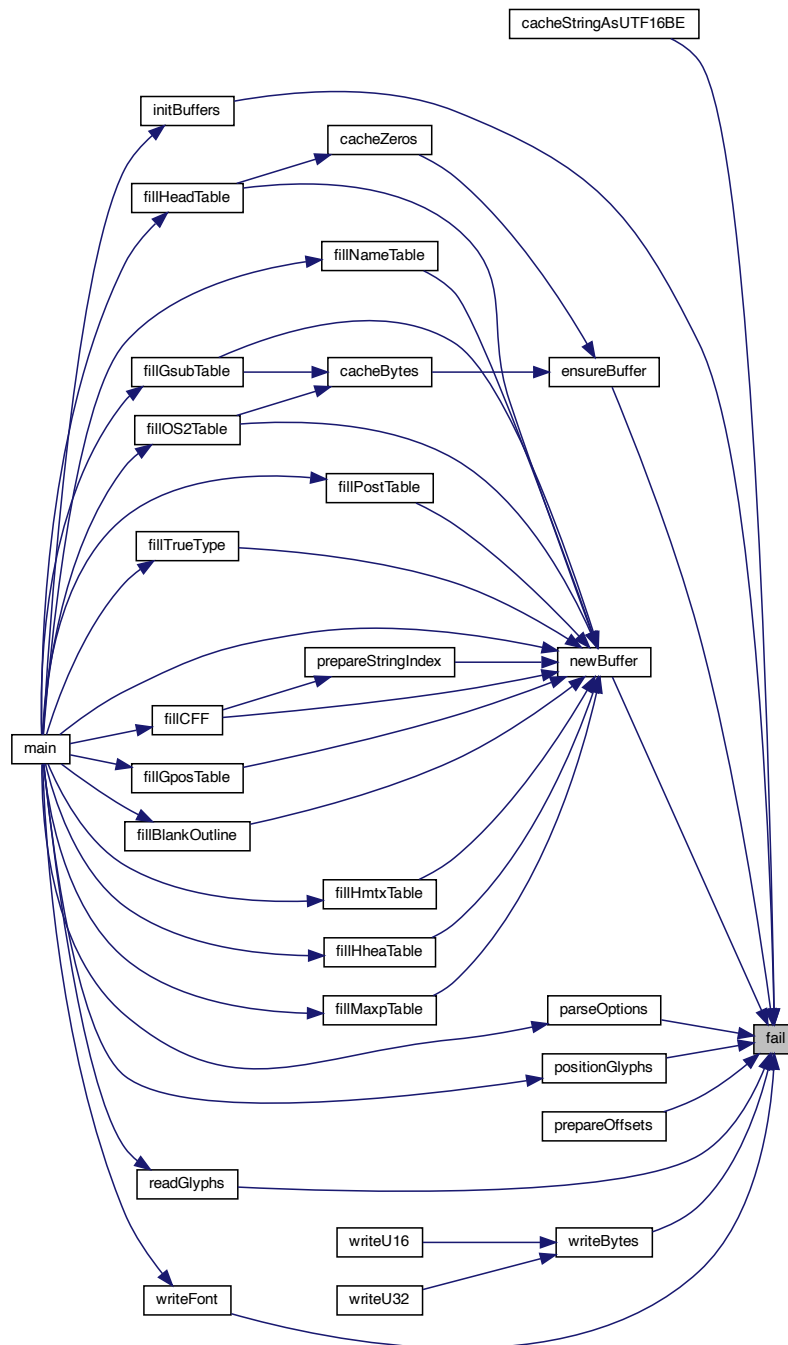 cacheStringAsUTF16BE
initBuffers
cacheZeros
fillHeadTable
fillNameTable
fillGsubTable
cacheBytes
ensureBuffer
fillOS2Table
fillPostTable
fillTrueType
prepareStringIndex
newBuffer
fillCFF
main
fillGposTable
fillBlankOutline
fillHmtxTable
fillHheaTable
fillMaxpTable
parseOptions
fail
positionGlyphs
prepareOffsets
readGlyphs
writeU16
writeBytes
writeU32
writeFont